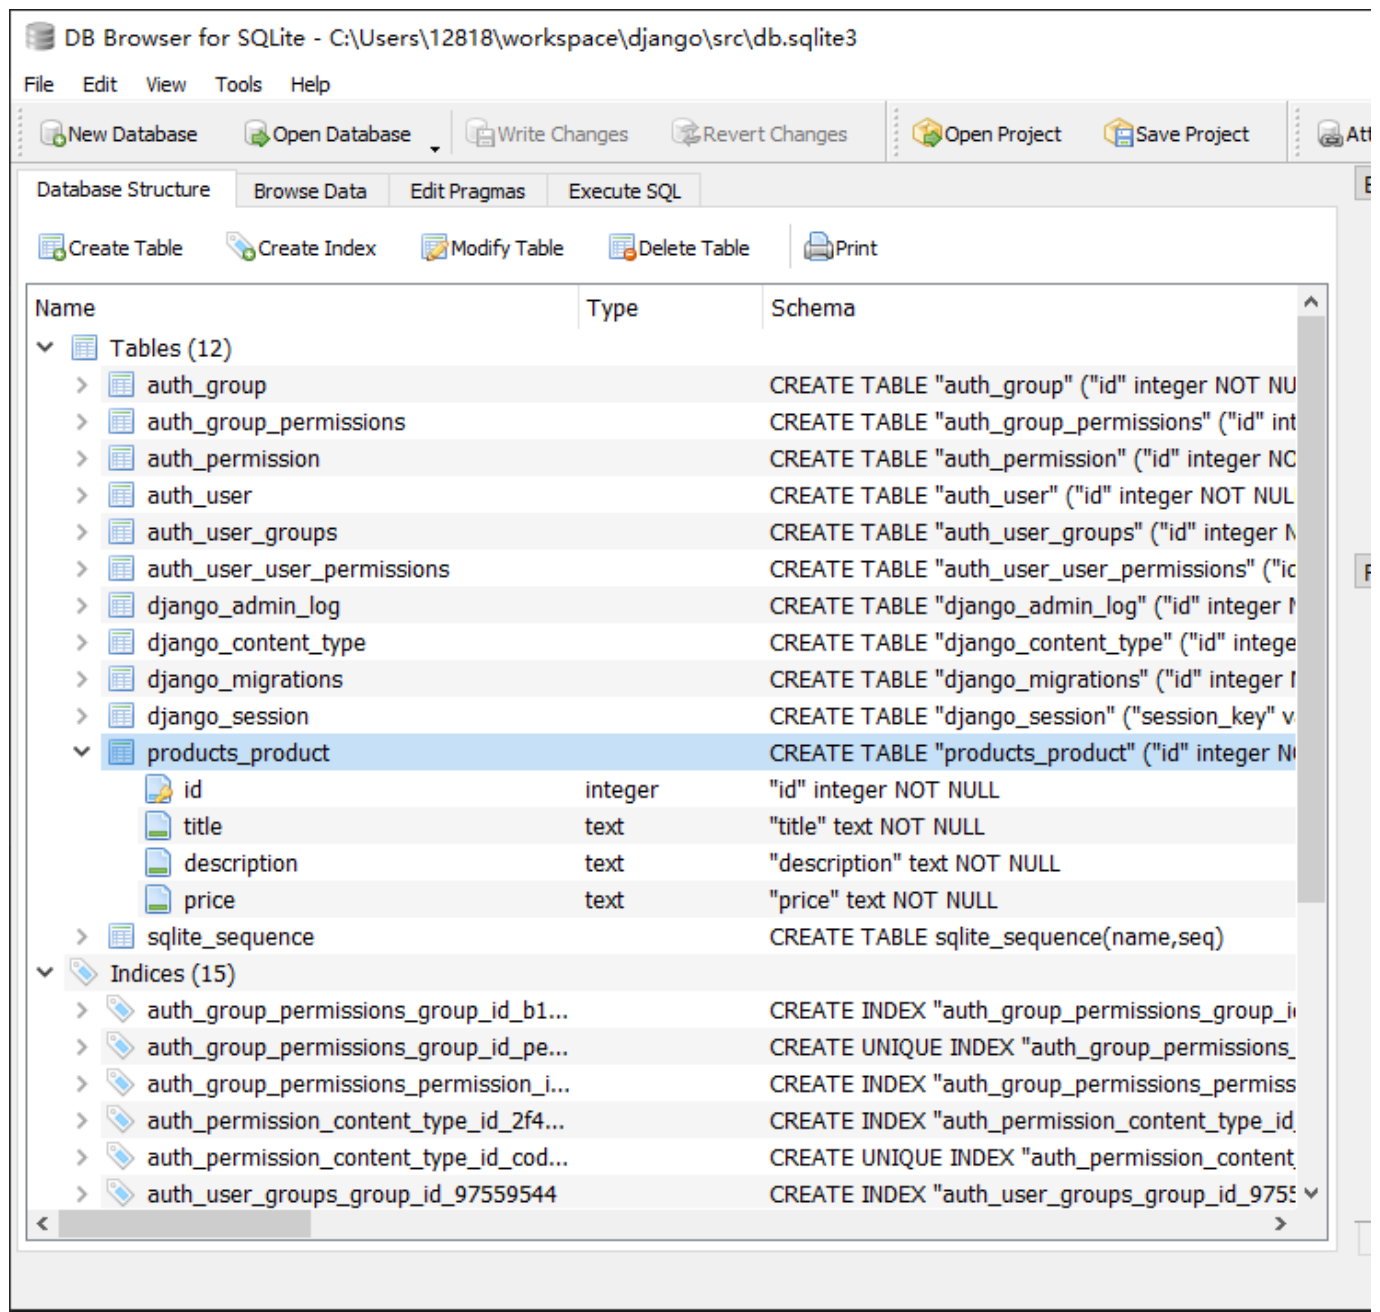 DB Browser for SQLite - C:\Users\12818\workspace\django\src\db.sqlite3
File Edit View Tools Help
New Database Open Database Write Changes Revert Changes Open Project Save Project Att
Database Structure Browse Data Edit Pragmas Execute SQL
Create Table Create Index Modify Table Delete Table Print
Name Type Schema
Tables (12)
auth_group CREATE TABLE "auth_group" ("id" integer NOT NU
auth_group_permissions CREATE TABLE "auth_group_permissions" ("id" int
auth_permission CREATE TABLE "auth_permission" ("id" integer NO
auth_user CREATE TABLE "auth_user" ("id" integer NOT NUL
auth_user_groups CREATE TABLE "auth_user_groups" ("id" integer N
auth_user_user_permissions CREATE TABLE "auth_user_user_permissions" ("id
django_admin_log CREATE TABLE "django_admin_log" ("id" integer N
django_content_type CREATE TABLE "django_content_type" ("id" intege
django_migrations CREATE TABLE "django_migrations" ("id" integer N
django_session CREATE TABLE "django_session" ("session_key" va
products_product CREATE TABLE "products_product" ("id" integer NO
id integer "id" integer NOT NULL
title text "title" text NOT NULL
description text "description" text NOT NULL
price text "price" text NOT NULL
sqlite_sequence CREATE TABLE sqlite_sequence(name,seq)
Indices (15)
auth_group_permissions_group_id_b1... CREATE INDEX "auth_group_permissions_group_i
auth_group_permissions_group_id_pe... CREATE UNIQUE INDEX "auth_group_permissions_
auth_group_permissions_permission_i... CREATE INDEX "auth_group_permissions_permiss
auth_permission_content_type_id_2f4... CREATE INDEX "auth_permission_content_type_id_
auth_permission_content_type_id_cod... CREATE UNIQUE INDEX "auth_permission_content_
auth_user_groups_group_id_97559544 CREATE INDEX "auth_user_groups_group_id_9755